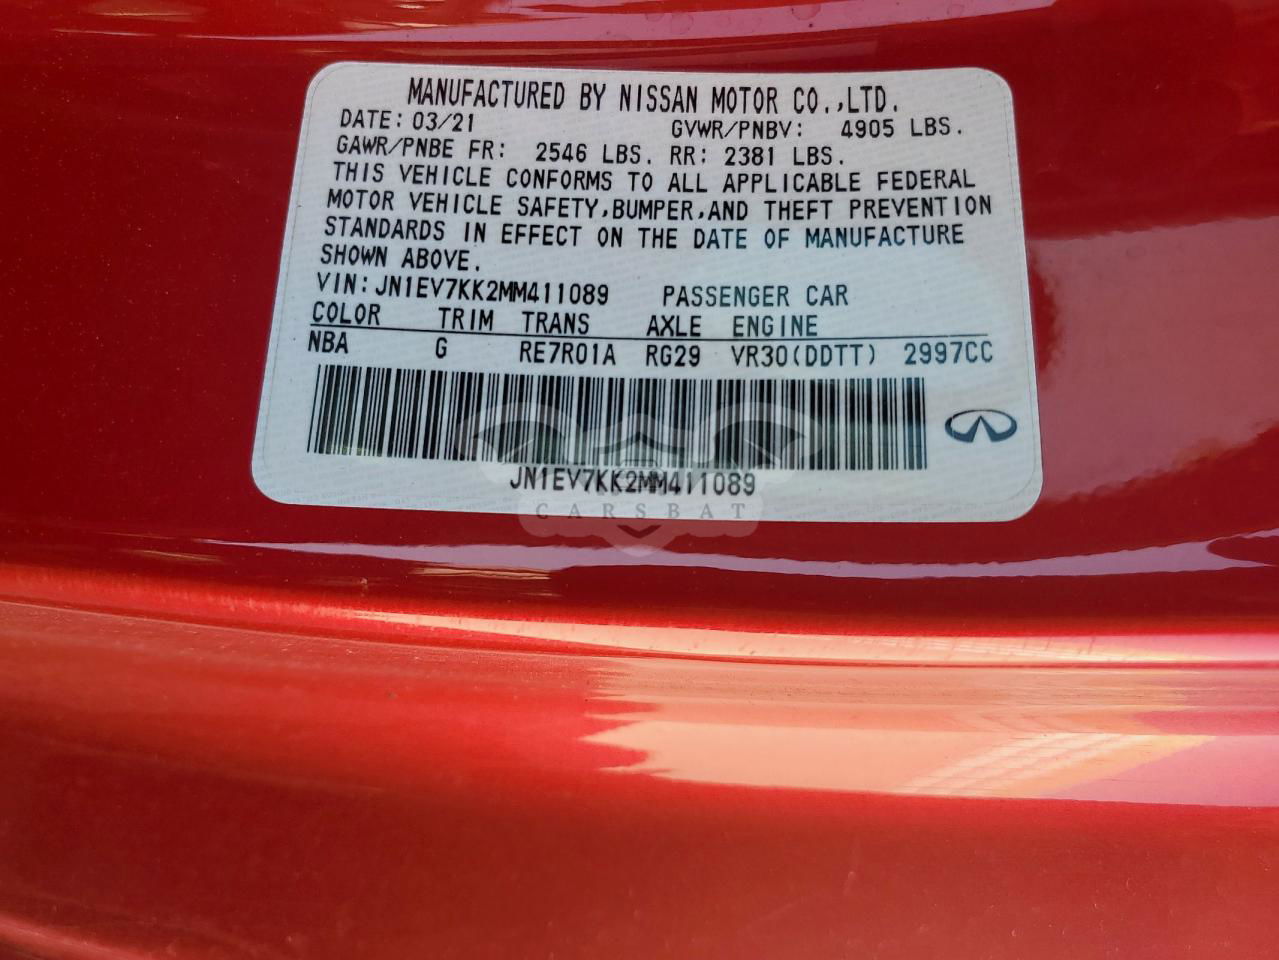 MANUFACTURED BY NISSAN MOTOR CO.,LTD.
DATE: 03/21 GVWR/PNBV: 4905 LBS.
GAWR/PNBE FR: 2546 LBS. RR: 2381 LBS.
THIS VEHICLE CONFORMS TO ALL APPLICABLE FEDERAL
MOTOR VEHICLE SAFETY,BUMPER,AND THEFT PREVENTION
STANDARDS IN EFFECT ON THE DATE OF MANUFACTURE
SHOWN ABOVE.
VIN: JN1EV7KK2MM411089 PASSENGER CAR
COLOR TRIM TRANS AXLE ENGINE
NBA G RE7R01A RG29 VR30(DDTT) 2997CC
JN1EV7KK2MM411089
CARSBAT